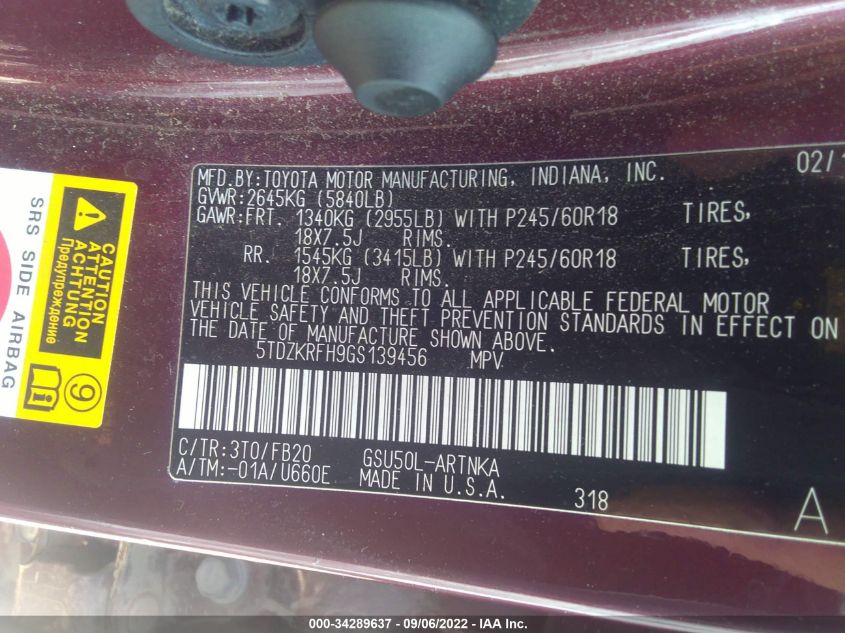 MFD.BY:TOYOTA MOTOR MANUFACTURING, INDIANA, INC. 02/1
GVWR:2645KG (5840LB)
GAWR:FRT. 1340KG (2955LB) WITH P245/60R18 TIRES,
18X7.5J RIMS.
RR. 1545KG (3415LB) WITH P245/60R18 TIRES,
18X7.5J RIMS.
THIS VEHICLE CONFORMS TO ALL APPLICABLE FEDERAL MOTOR
VEHICLE SAFETY AND THEFT PREVENTION STANDARDS IN EFFECT ON
THE DATE OF MANUFACTURE SHOWN ABOVE.
5TDZKRFH9GS139456 MPV
C/TR:3T0/FB20 GSU50L-ARTNKA
A/TM:-01A/U660E MADE IN U.S.A. 318
A
SRS SIDE AIRBAG
CAUTION
ATTENTION
ACHTUNG
Предупреждение
9
000-34289637 - 09/06/2022 - IAA Inc.